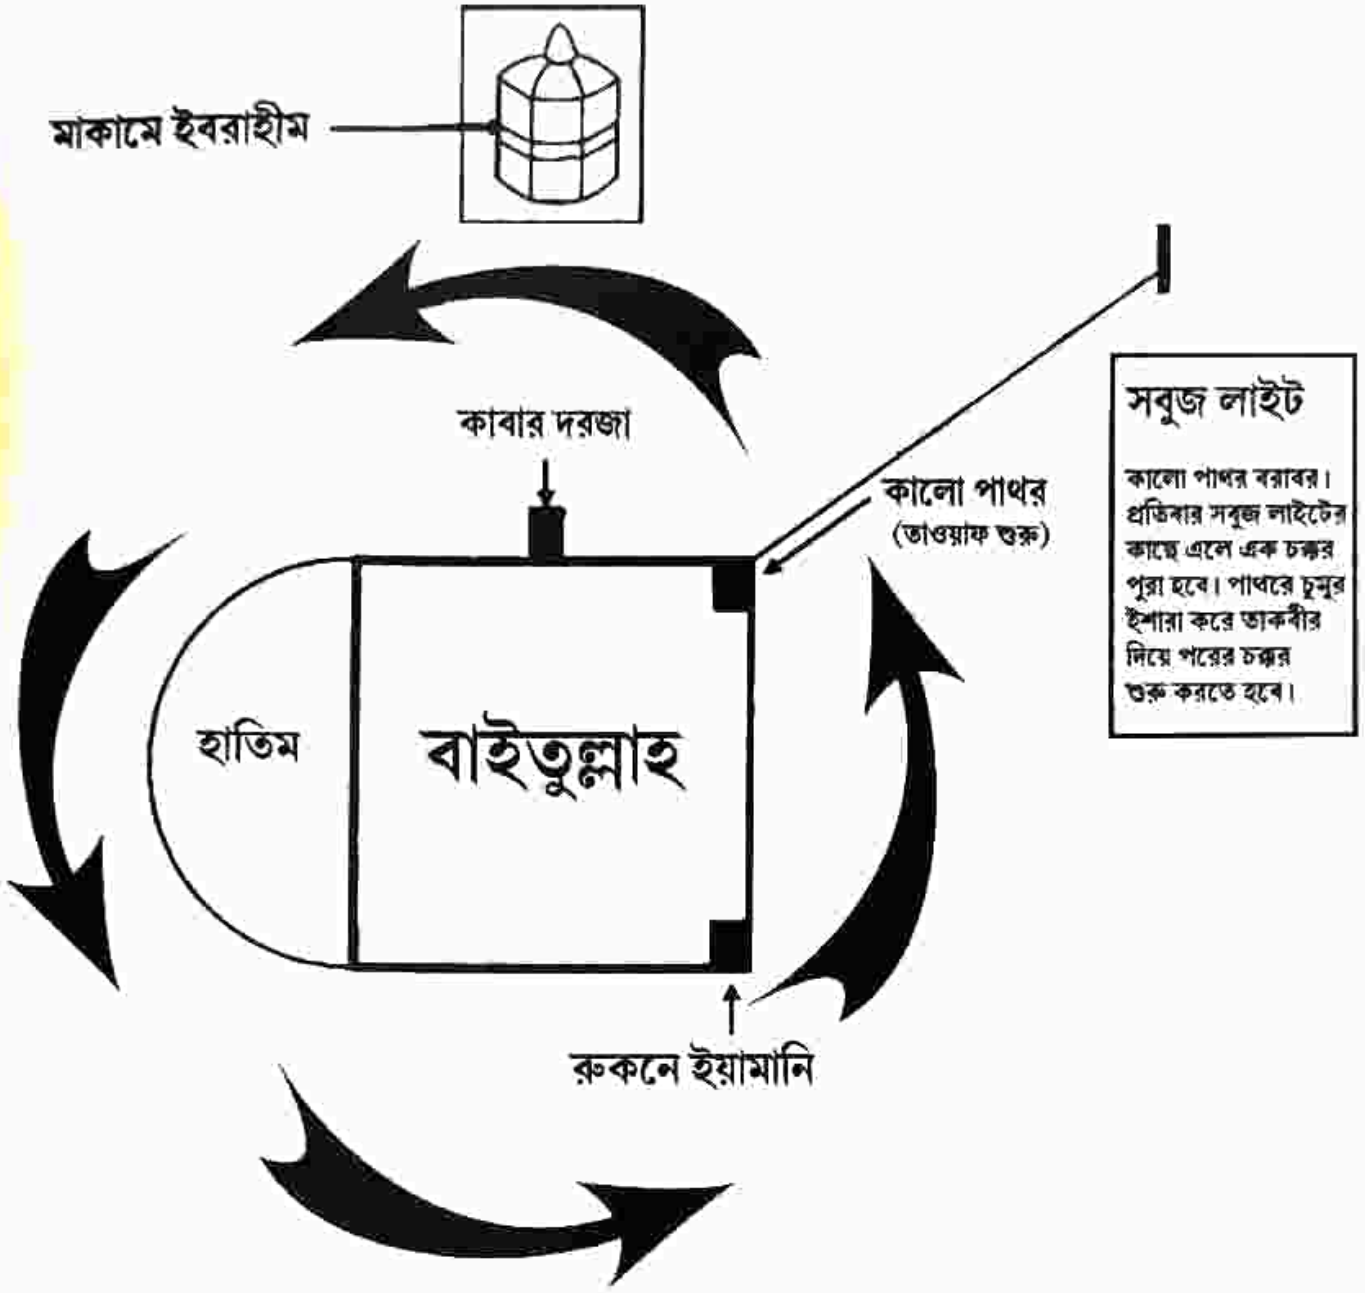 মাকামে ইবরাহীম
কাবার দরজা
কালো পাথর
(তাওয়াফ শুরু)
সবুজ লাইট
কালো পাথর বরাবর।
প্রতিবার সবুজ লাইটের
কাছে এলে এক চক্কর
পুরা হবে। পাথরে চুমুর
ইশারা করে তাকবীর
দিয়ে পরের চক্কর
শুরু করতে হবে।
হাতিম
বাইতুল্লাহ
রুকনে ইয়ামানি